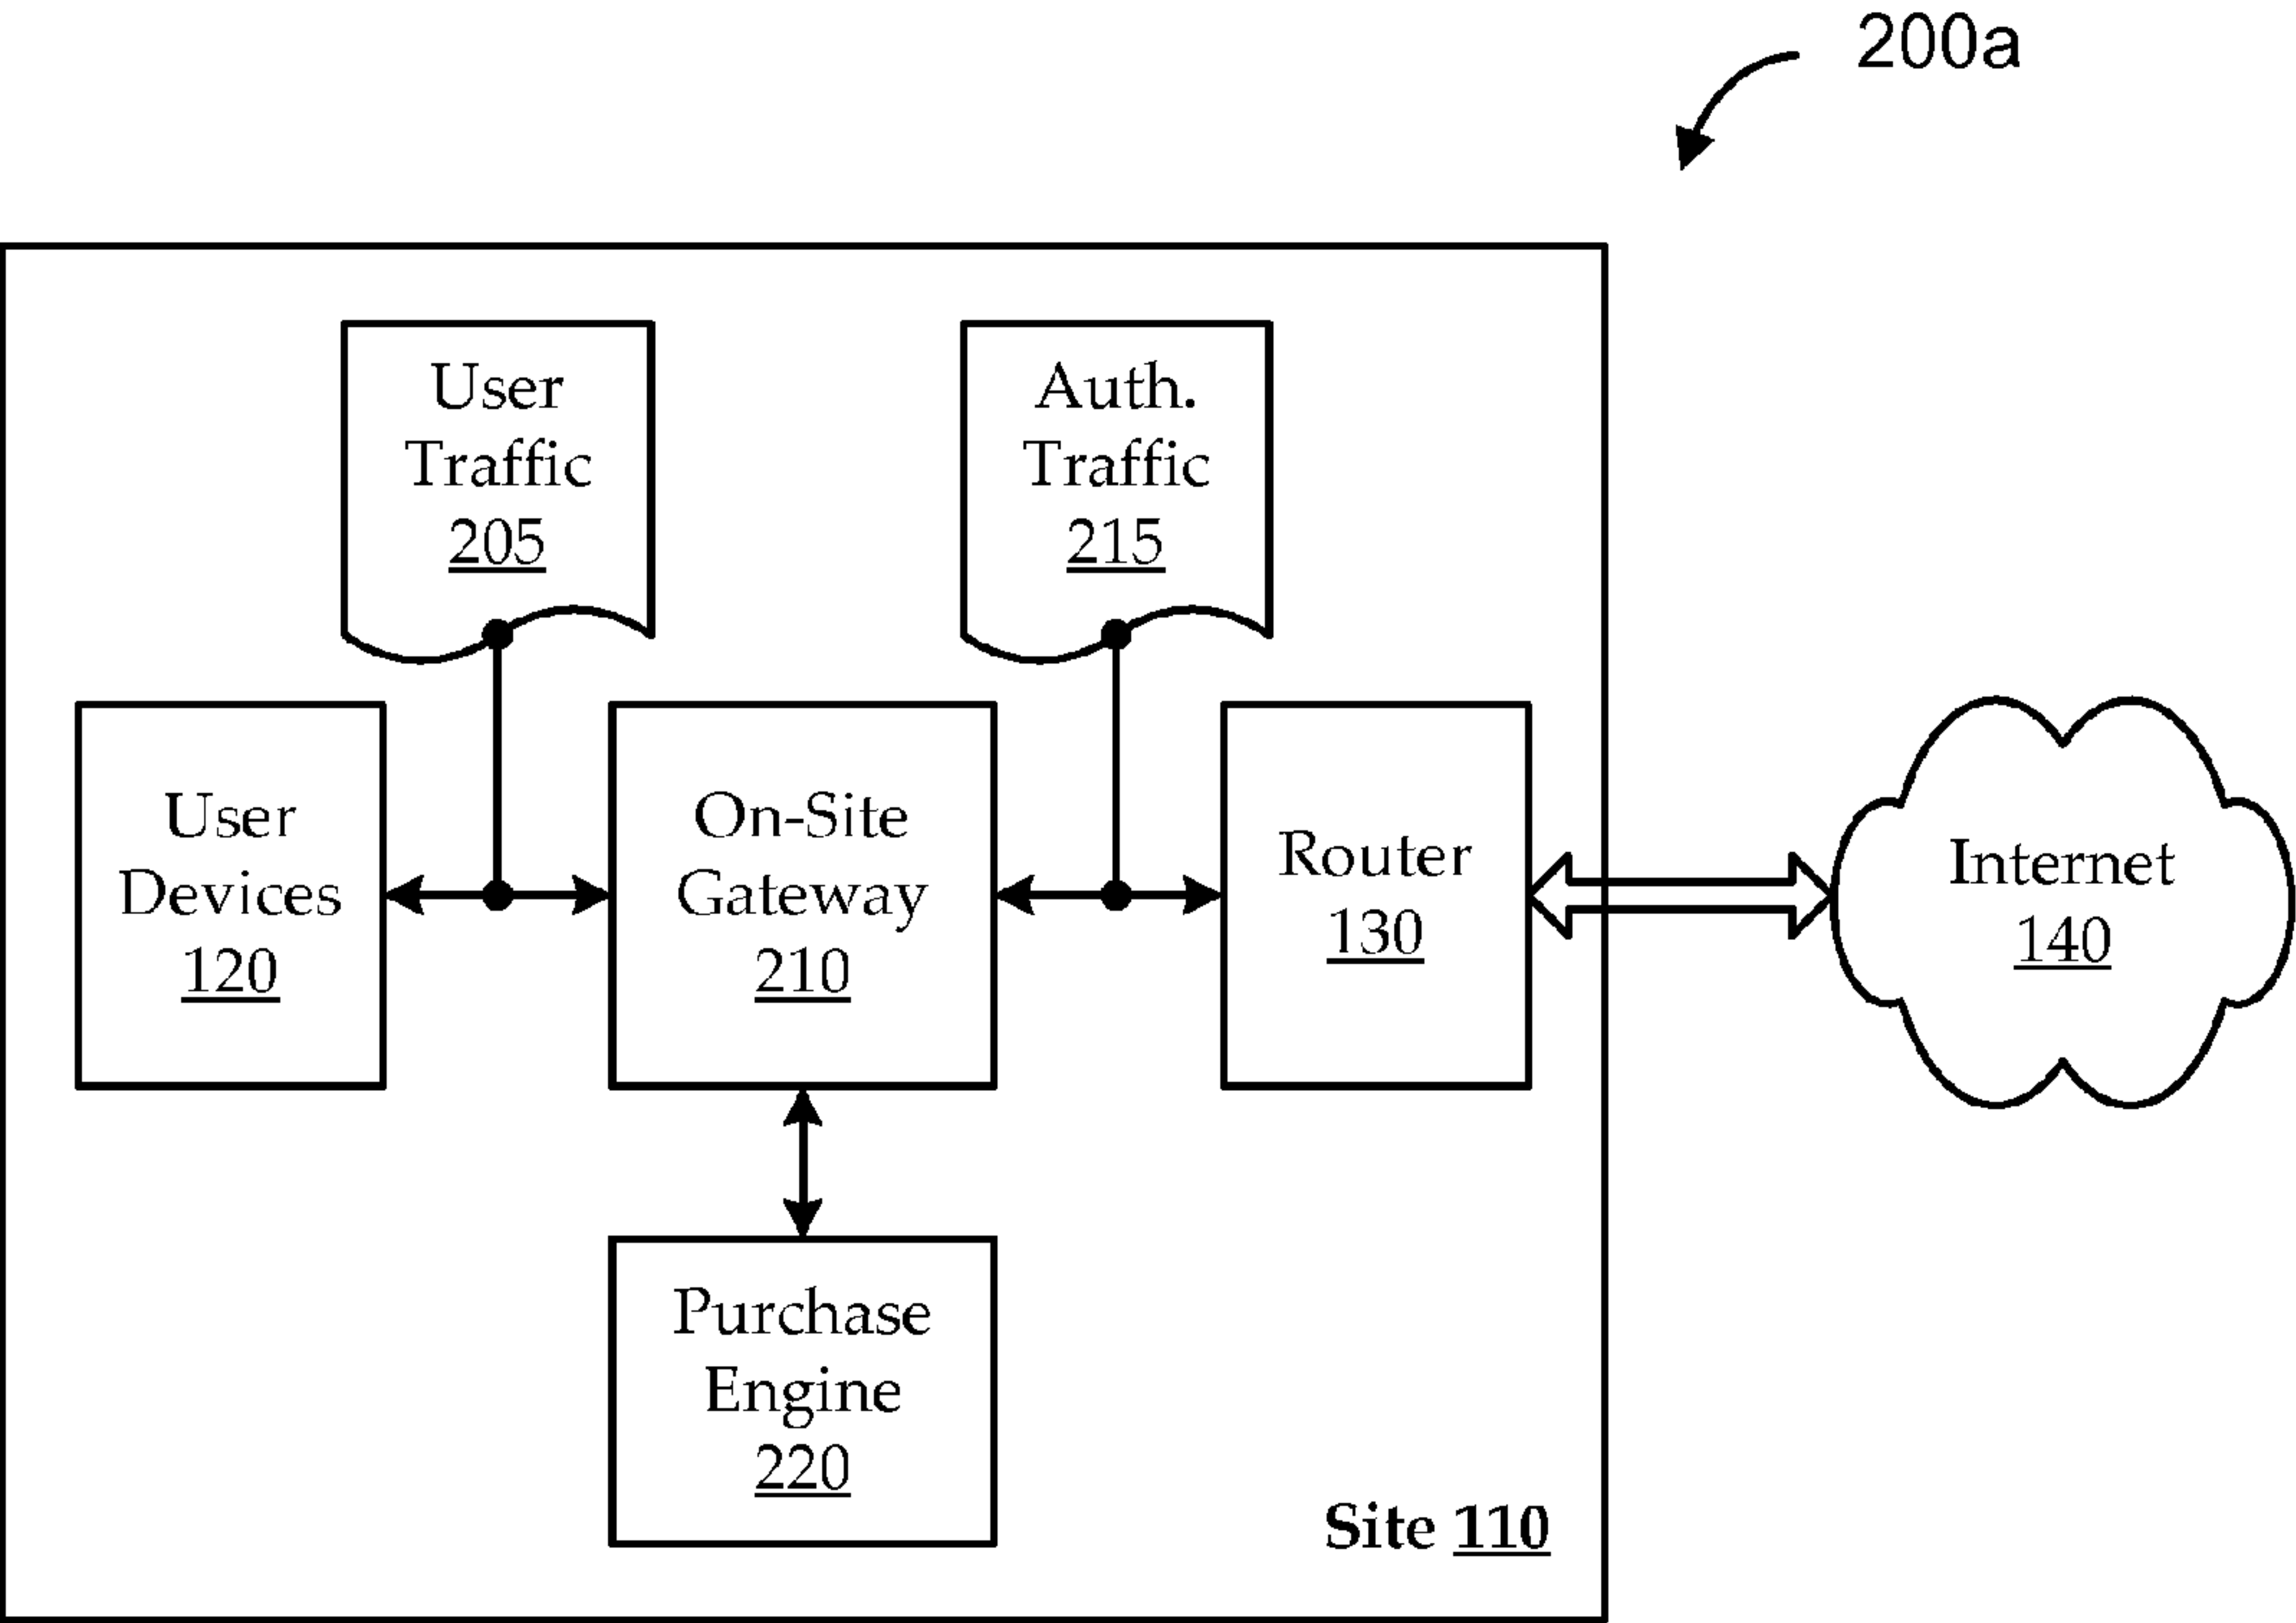 200a
User
Traffic
205
Auth.
Traffic
215
User
Devices
120
On-Site
Gateway
210
Router
130
Internet
140
Purchase
Engine
220
Site 110